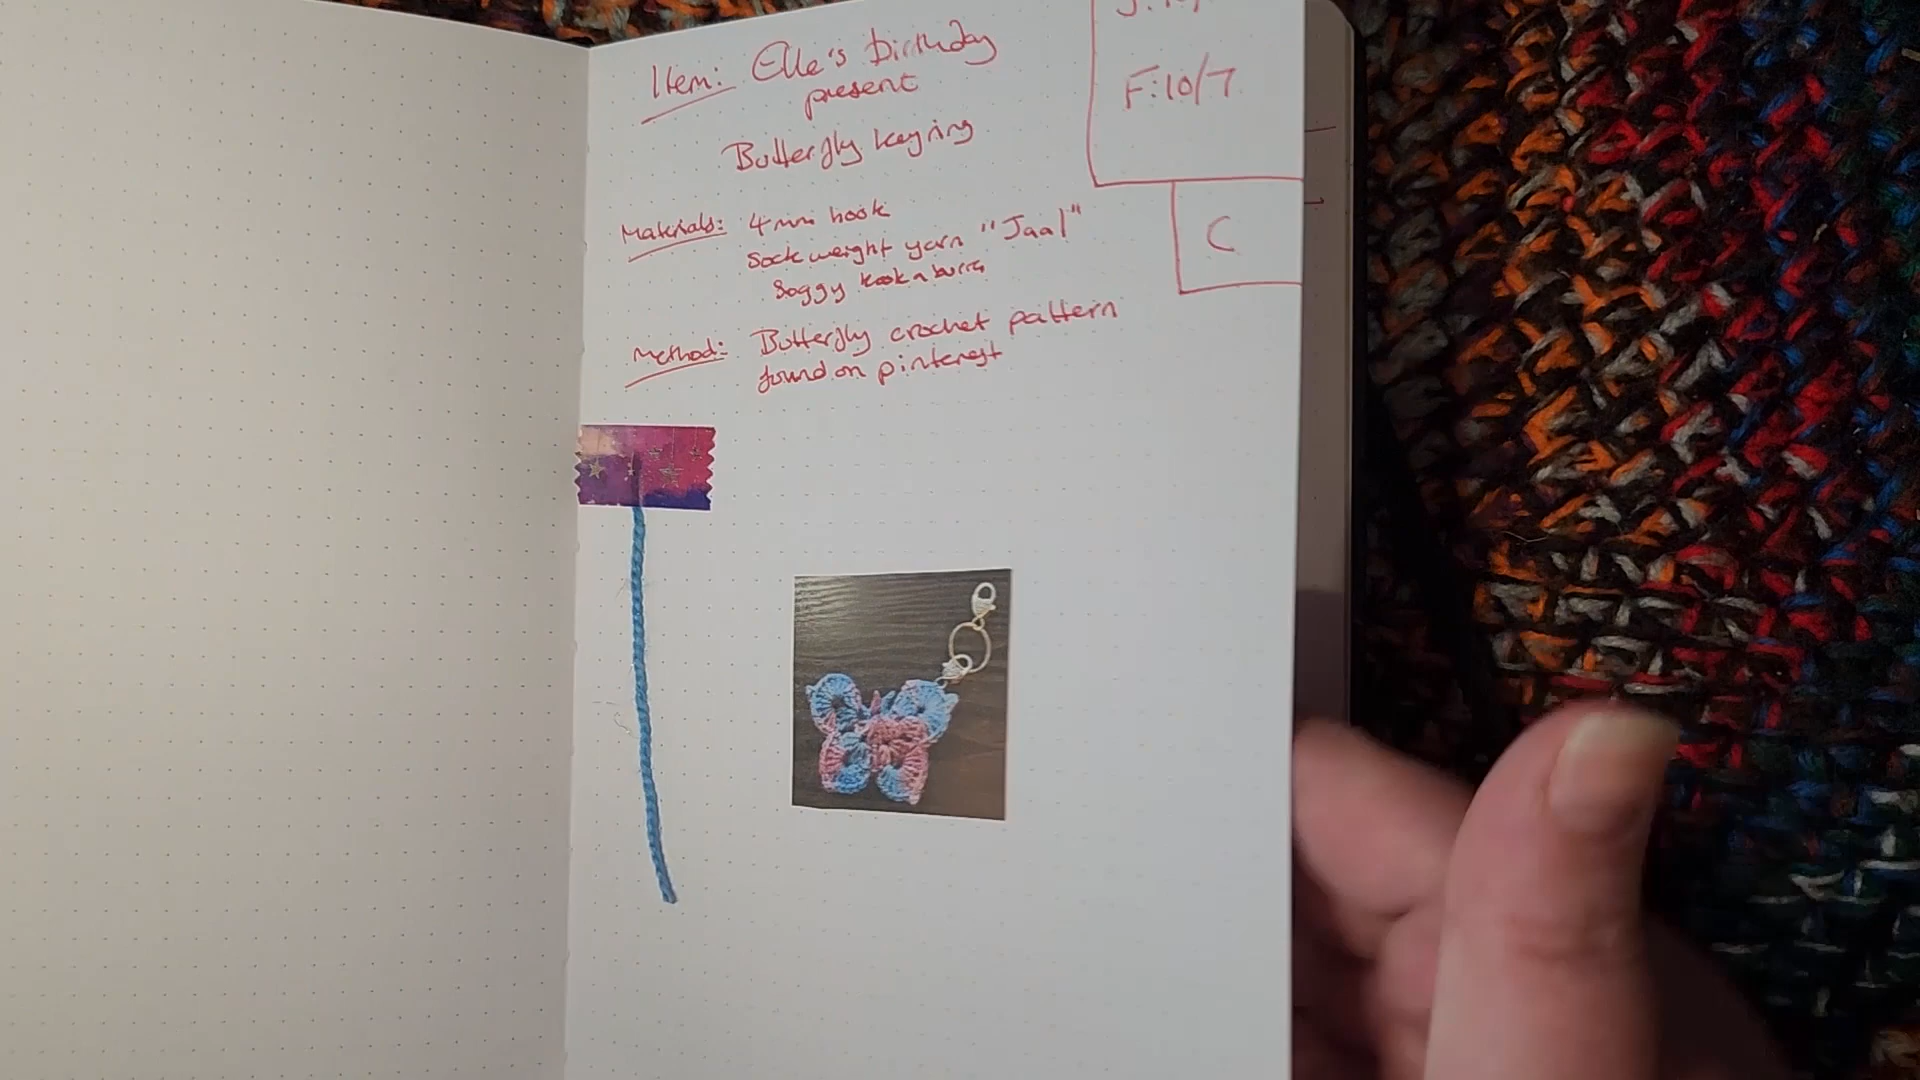 Item: Elle's birthday
present
Butterfly keyring
Materials: 4mm hook
Sock weight yarn "Jaal"
Soggy kookaburra
Method: Butterfly crochet pattern
found on pinterest
F:10/7
C